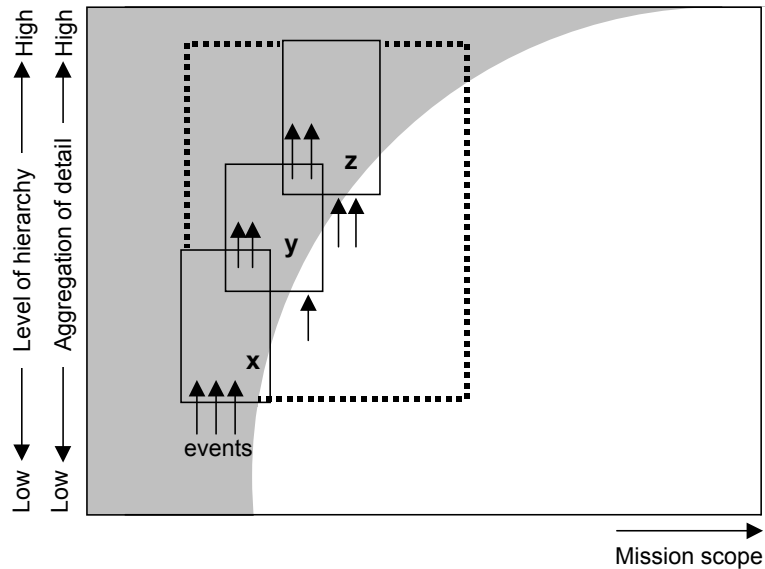 High
High
Level of hierarchy
Aggregation of detail
Low
Low
z
y
x
events
Mission scope